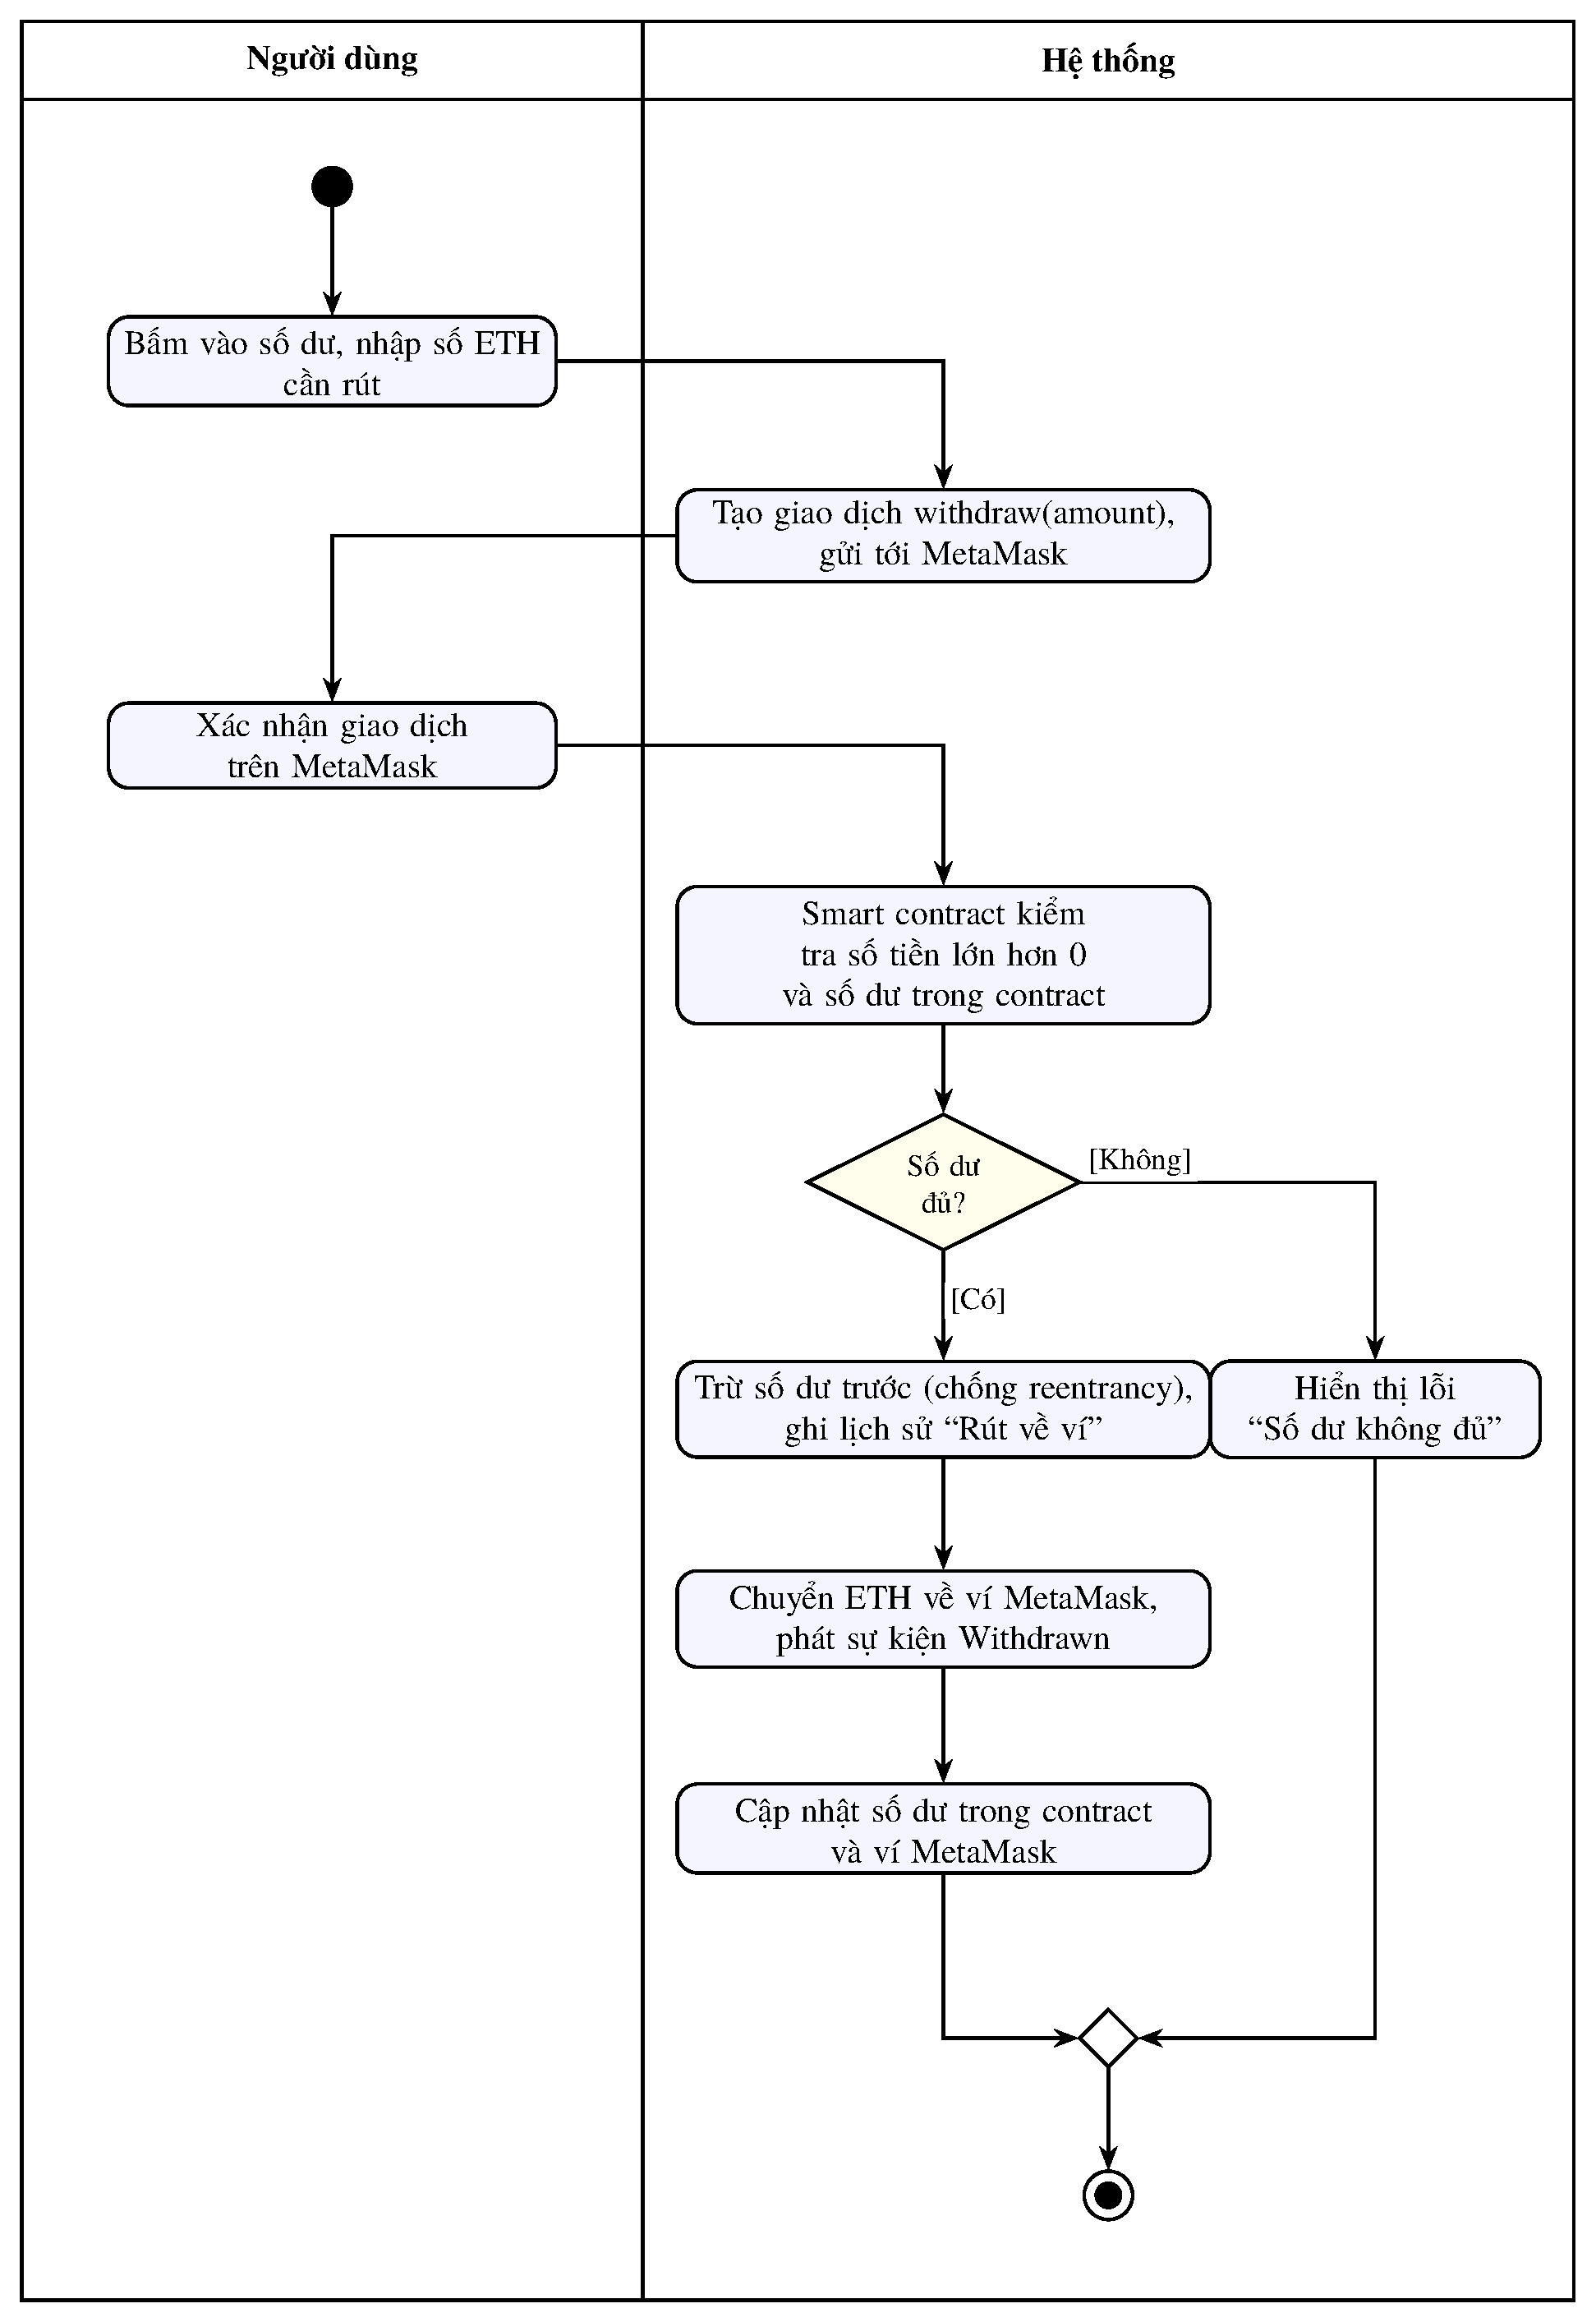 Người dùng
Hệ thống
Bấm vào số dư, nhập số ETH
cần rút
Tạo giao dịch withdraw(amount),
gửi tới MetaMask
Xác nhận giao dịch
trên MetaMask
Smart contract kiểm
tra số tiền lớn hơn 0
và số dư trong contract
Số dư
đủ?
[Không]
[Có]
Trừ số dư trước (chống reentrancy),
ghi lịch sử “Rút về ví”
Hiển thị lỗi
“Số dư không đủ”
Chuyển ETH về ví MetaMask,
phát sự kiện Withdrawn
Cập nhật số dư trong contract
và ví MetaMask